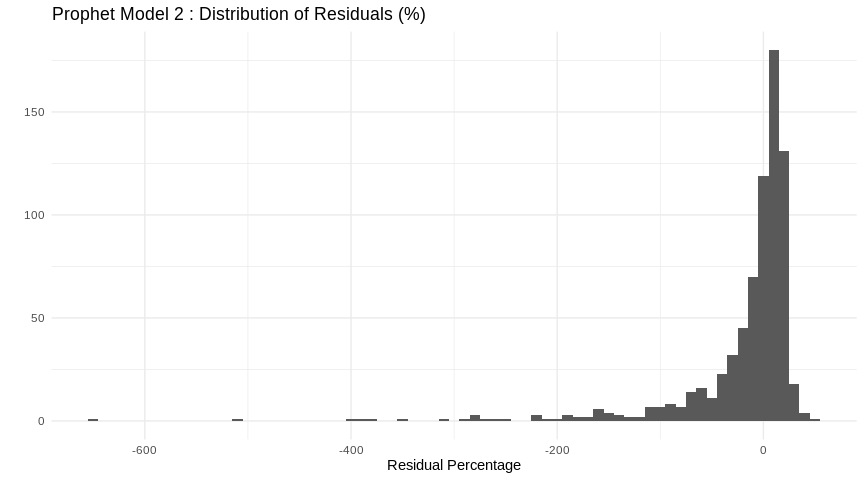 Prophet Model 2 : Distribution of Residuals (%)
150
100
50
0
-600 -400 -200 0
Residual Percentage